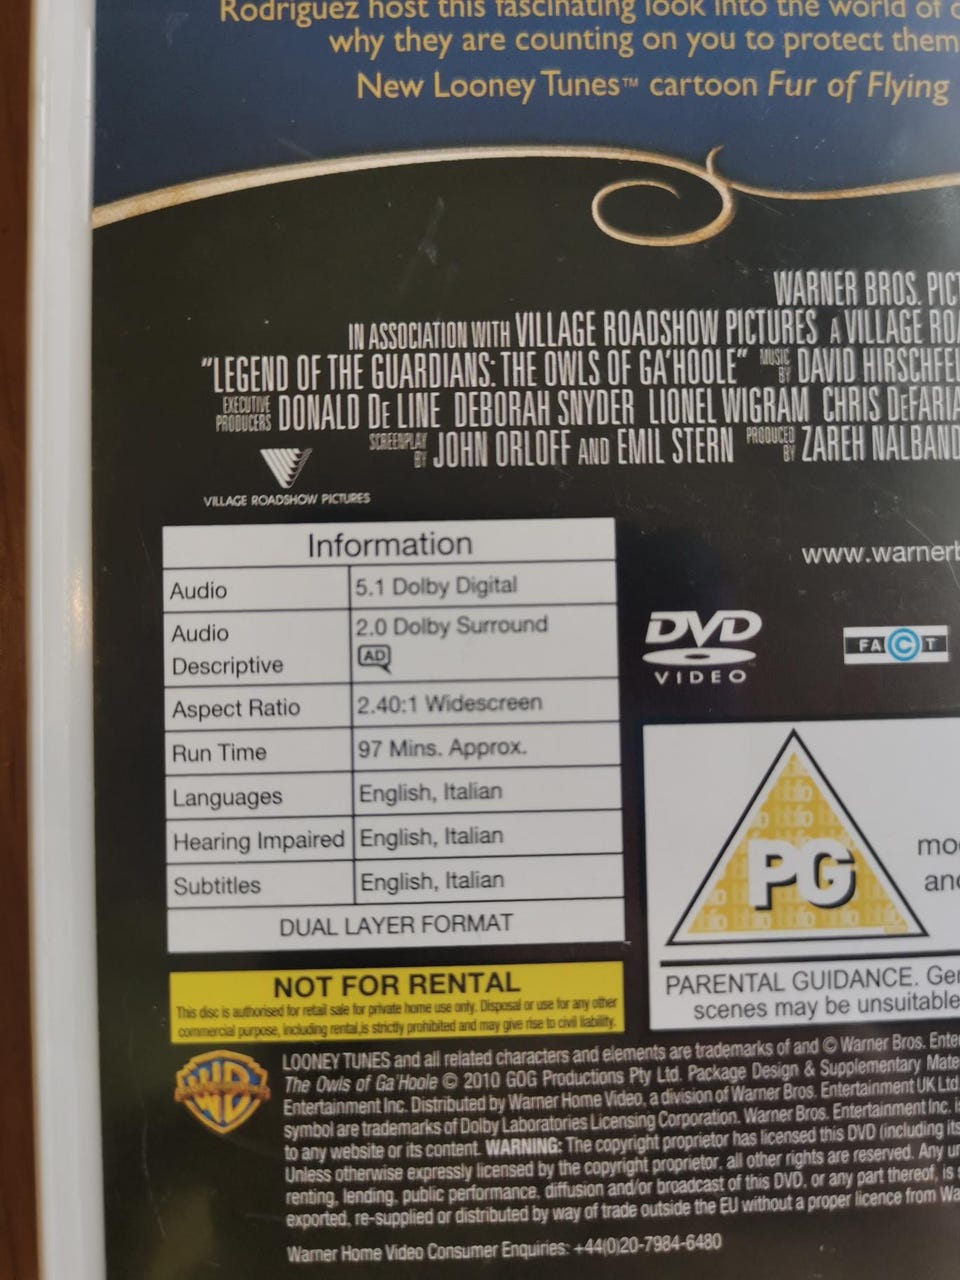 Rodriguez host this fascinating look into the world of
why they are counting on you to protect them
New Looney Tunes™ cartoon Fur of Flying
WARNER BROS. PICT
IN ASSOCIATION WITH VILLAGE ROADSHOW PICTURES A VILLAGE ROA
"LEGEND OF THE GUARDIANS: THE OWLS OF GA'HOOLE" MUSIC BY DAVID HIRSCHFEL
EXECUTIVE PRODUCERS DONALD DE LINE DEBORAH SNYDER LIONEL WIGRAM CHRIS DEFARIA
SCREENPLAY BY JOHN ORLOFF AND EMIL STERN PRODUCED BY ZAREH NALBAND
VILLAGE ROADSHOW PICTURES
Information
Audio 5.1 Dolby Digital
Audio Descriptive 2.0 Dolby Surround
AD
Aspect Ratio 2.40:1 Widescreen
Run Time 97 Mins. Approx.
Languages English, Italian
Hearing Impaired English, Italian
Subtitles English, Italian
DUAL LAYER FORMAT
www.warnerb
DVD
VIDEO
FACT
PG
mo
and
PARENTAL GUIDANCE. Gen
scenes may be unsuitable
NOT FOR RENTAL
This disc is authorised for retail sale for private home use only. Disposal or use for any other
commercial purpose, including rental, is strictly prohibited and may give rise to civil liability.
WB
LOONEY TUNES and all related characters and elements are trademarks of and © Warner Bros. Ente
The Owls of Ga'Hoole © 2010 GOG Productions Pty Ltd. Package Design & Supplementary Mate
Entertainment Inc. Distributed by Warner Home Video, a division of Warner Bros. Entertainment UK Ltd
symbol are trademarks of Dolby Laboratories Licensing Corporation. Warner Bros. Entertainment Inc. is
to any website or its content. WARNING: The copyright proprietor has licensed this DVD (including its
Unless otherwise expressly licensed by the copyright proprietor, all other rights are reserved. Any un
renting, lending, public performance, diffusion and/or broadcast of this DVD, or any part thereof, is s
exported, re-supplied or distributed by way of trade outside the EU without a proper licence from Wa
Warner Home Video Consumer Enquiries: +44(0)20-7984-6480